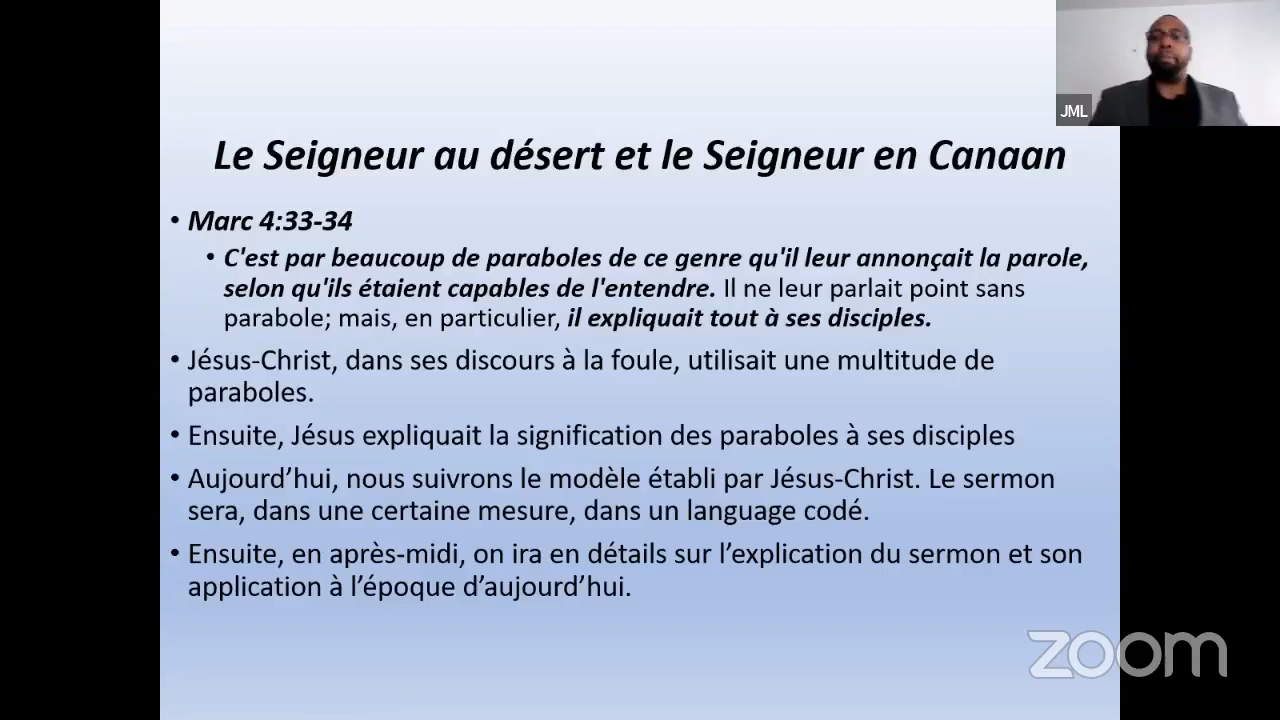 JML
Le Seigneur au désert et le Seigneur en Canaan
• Marc 4:33-34
• C'est par beaucoup de paraboles de ce genre qu'il leur annonçait la parole,
selon qu'ils étaient capables de l'entendre. Il ne leur parlait point sans
parabole; mais, en particulier, il expliquait tout à ses disciples.
• Jésus-Christ, dans ses discours à la foule, utilisait une multitude de
paraboles.
• Ensuite, Jésus expliquait la signification des paraboles à ses disciples
• Aujourd’hui, nous suivrons le modèle établi par Jésus-Christ. Le sermon
sera, dans une certaine mesure, dans un language codé.
• Ensuite, en après-midi, on ira en détails sur l’explication du sermon et son
application à l’époque d’aujourd’hui.
zoom